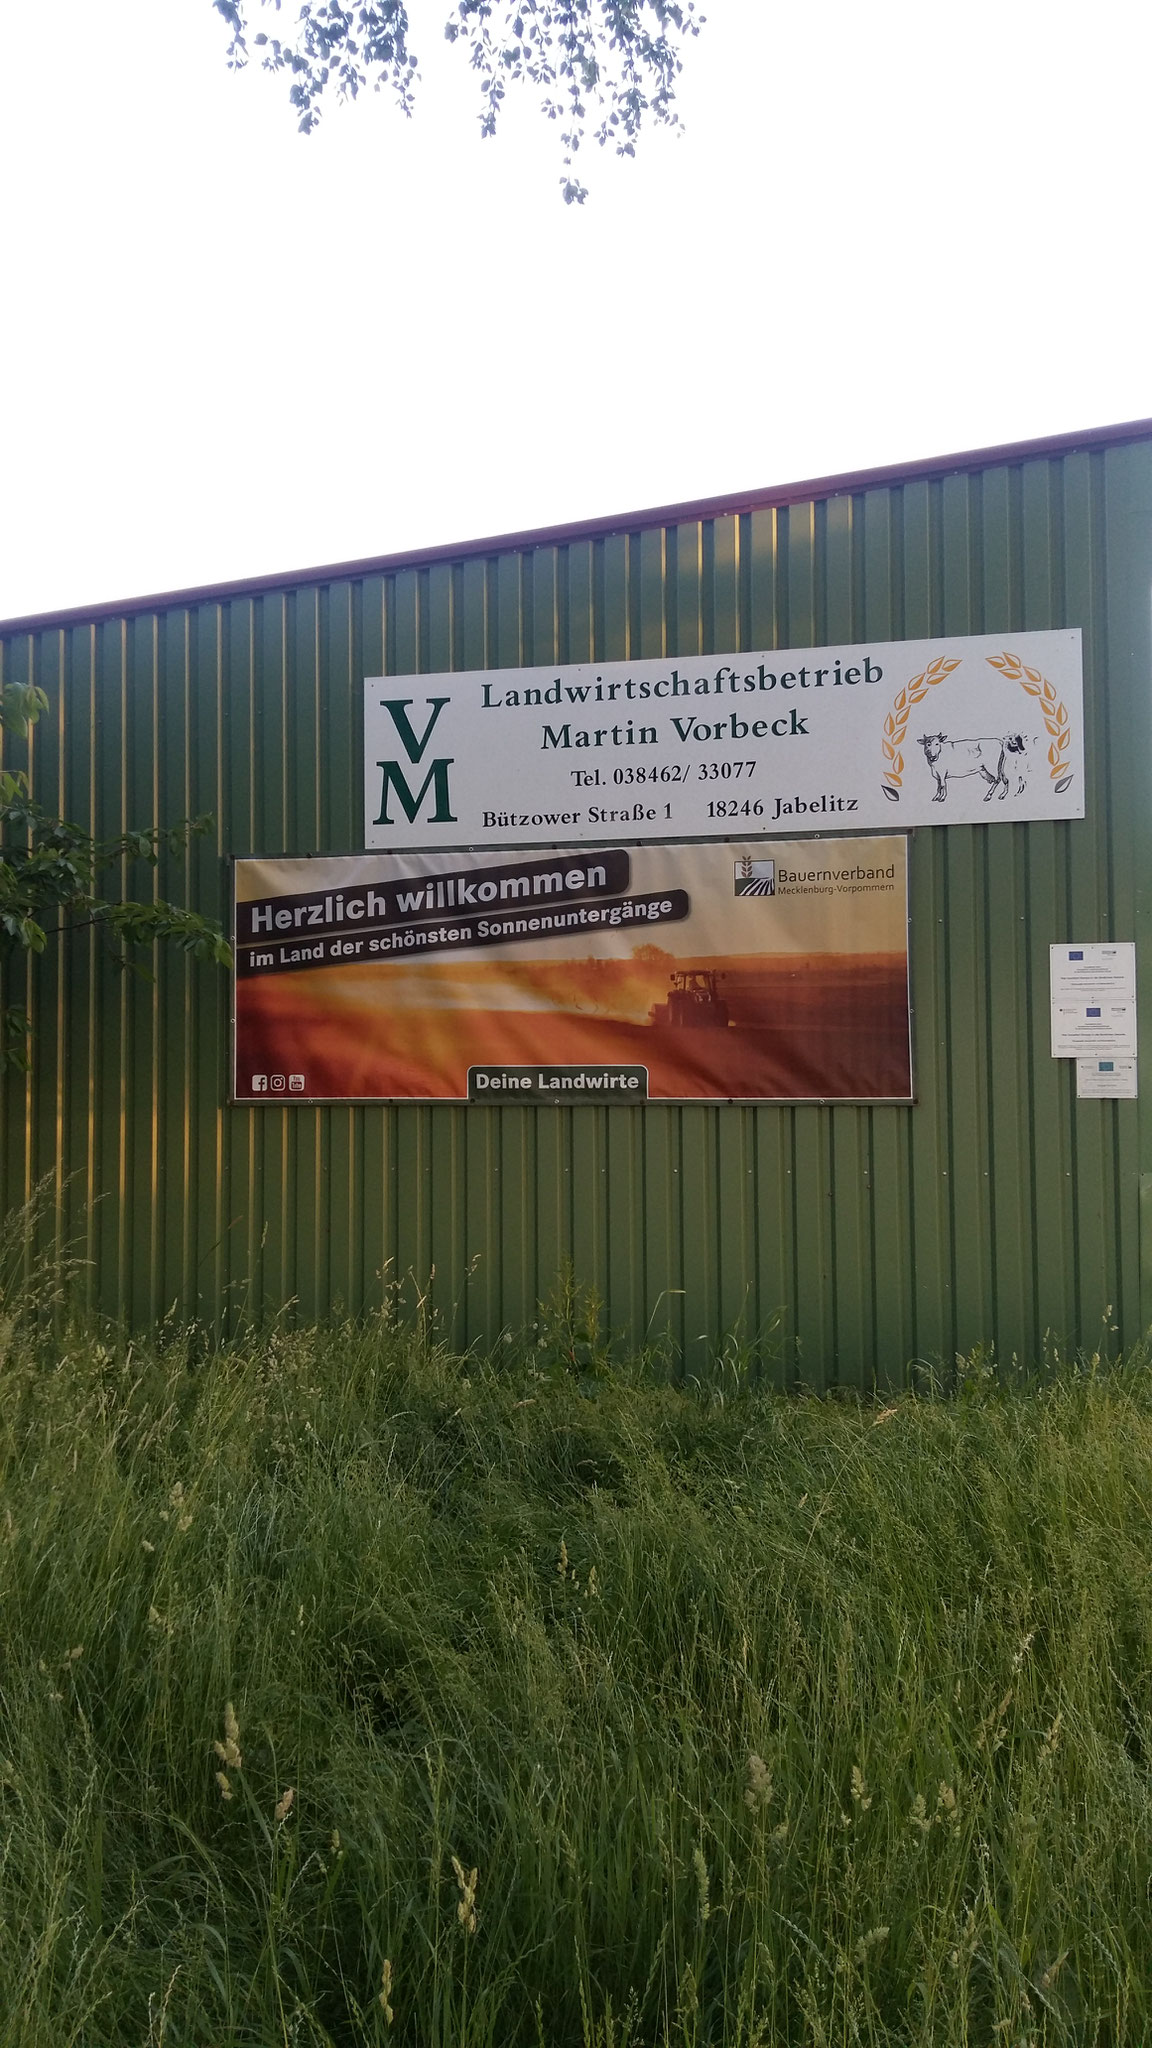 V
M
Landwirtschaftsbetrieb
Martin Vorbeck
Tel. 038462/ 33077
Bützower Straße 1 18246 Jabelitz
Herzlich willkommen
im Land der schönsten Sonnenuntergänge
Bauernverband
Mecklenburg-Vorpommern
Deine Landwirte